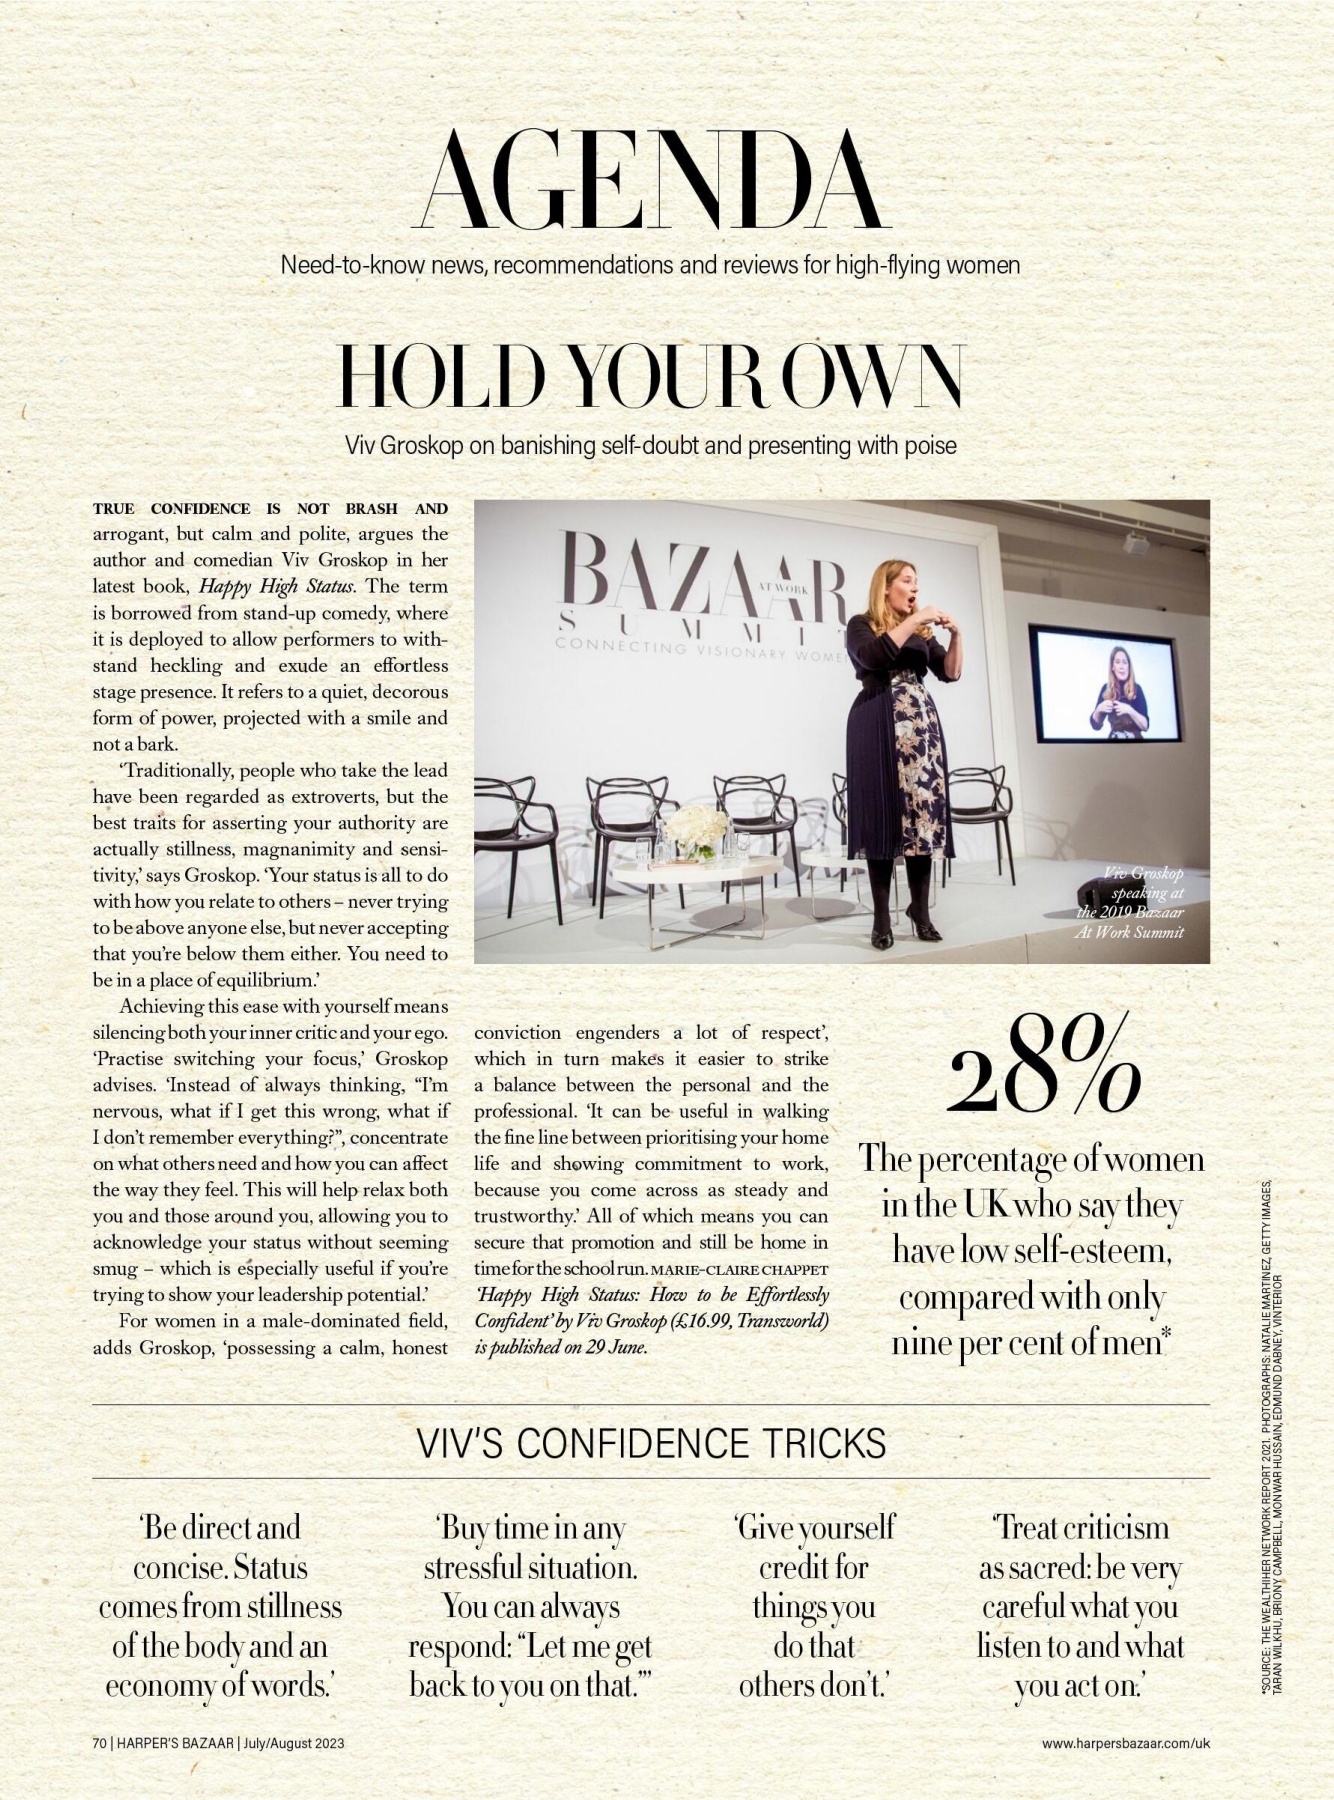 AGENDA
Need-to-know news, recommendations and reviews for high-flying women
HOLD YOUR OWN
Viv Groskop on banishing self-doubt and presenting with poise
TRUE CONFIDENCE IS NOT BRASH AND
arrogant, but calm and polite, argues the
author and comedian Viv Groskop in her
latest book, Happy High Status. The term
is borrowed from stand-up comedy, where
it is deployed to allow performers to with-
stand heckling and exude an effortless
stage presence. It refers to a quiet, decorous
form of power, projected with a smile and
not a bark.
‘Traditionally, people who take the lead
have been regarded as extroverts, but the
best traits for asserting your authority are
actually stillness, magnanimity and sensi-
tivity,’ says Groskop. ‘Your status is all to do
with how you relate to others – never trying
to be above anyone else, but never accepting
that you’re below them either. You need to
be in a place of equilibrium.’
Achieving this ease with yourself means
silencing both your inner critic and your ego.
‘Practise switching your focus,’ Groskop
advises. ‘Instead of always thinking, “I’m
nervous, what if I get this wrong, what if
I don’t remember everything?”, concentrate
on what others need and how you can affect
the way they feel. This will help relax both
you and those around you, allowing you to
acknowledge your status without seeming
smug – which is especially useful if you’re
trying to show your leadership potential.’
For women in a male-dominated field,
adds Groskop, ‘possessing a calm, honest
BAZAAR
AT WORK
SUMMIT
CONNECTING VISIONARY WOMEN
Viv Groskop
speaking at
the 2019 Bazaar
At Work Summit
conviction engenders a lot of respect’,
which in turn makes it easier to strike
a balance between the personal and the
professional. ‘It can be useful in walking
the fine line between prioritising your home
life and showing commitment to work,
because you come across as steady and
trustworthy.’ All of which means you can
secure that promotion and still be home in
time for the school run. MARIE-CLAIRE CHAPPET
‘Happy High Status: How to be Effortlessly
Confident’ by Viv Groskop (£16.99, Transworld)
is published on 29 June.
28%
The percentage of women
in the UK who say they
have low self-esteem,
compared with only
nine per cent of men*
VIV’S CONFIDENCE TRICKS
‘Be direct and
concise. Status
comes from stillness
of the body and an
economy of words.’
‘Buy time in any
stressful situation.
You can always
respond: “Let me get
back to you on that.”’
‘Give yourself
credit for
things you
do that
others don’t.’
‘Treat criticism
as sacred: be very
careful what you
listen to and what
you act on.’
*SOURCE: THE WEALTHIHER NETWORK REPORT 2021. PHOTOGRAPHS: NATALIE MARTINEZ, GETTY IMAGES,
TARAN WILKHU, BRIONY CAMPBELL, MONWAR HUSSAIN, EDMUND DABNEY, VINTERIOR
70 | HARPER’S BAZAAR | July/August 2023
www.harpersbazaar.com/uk